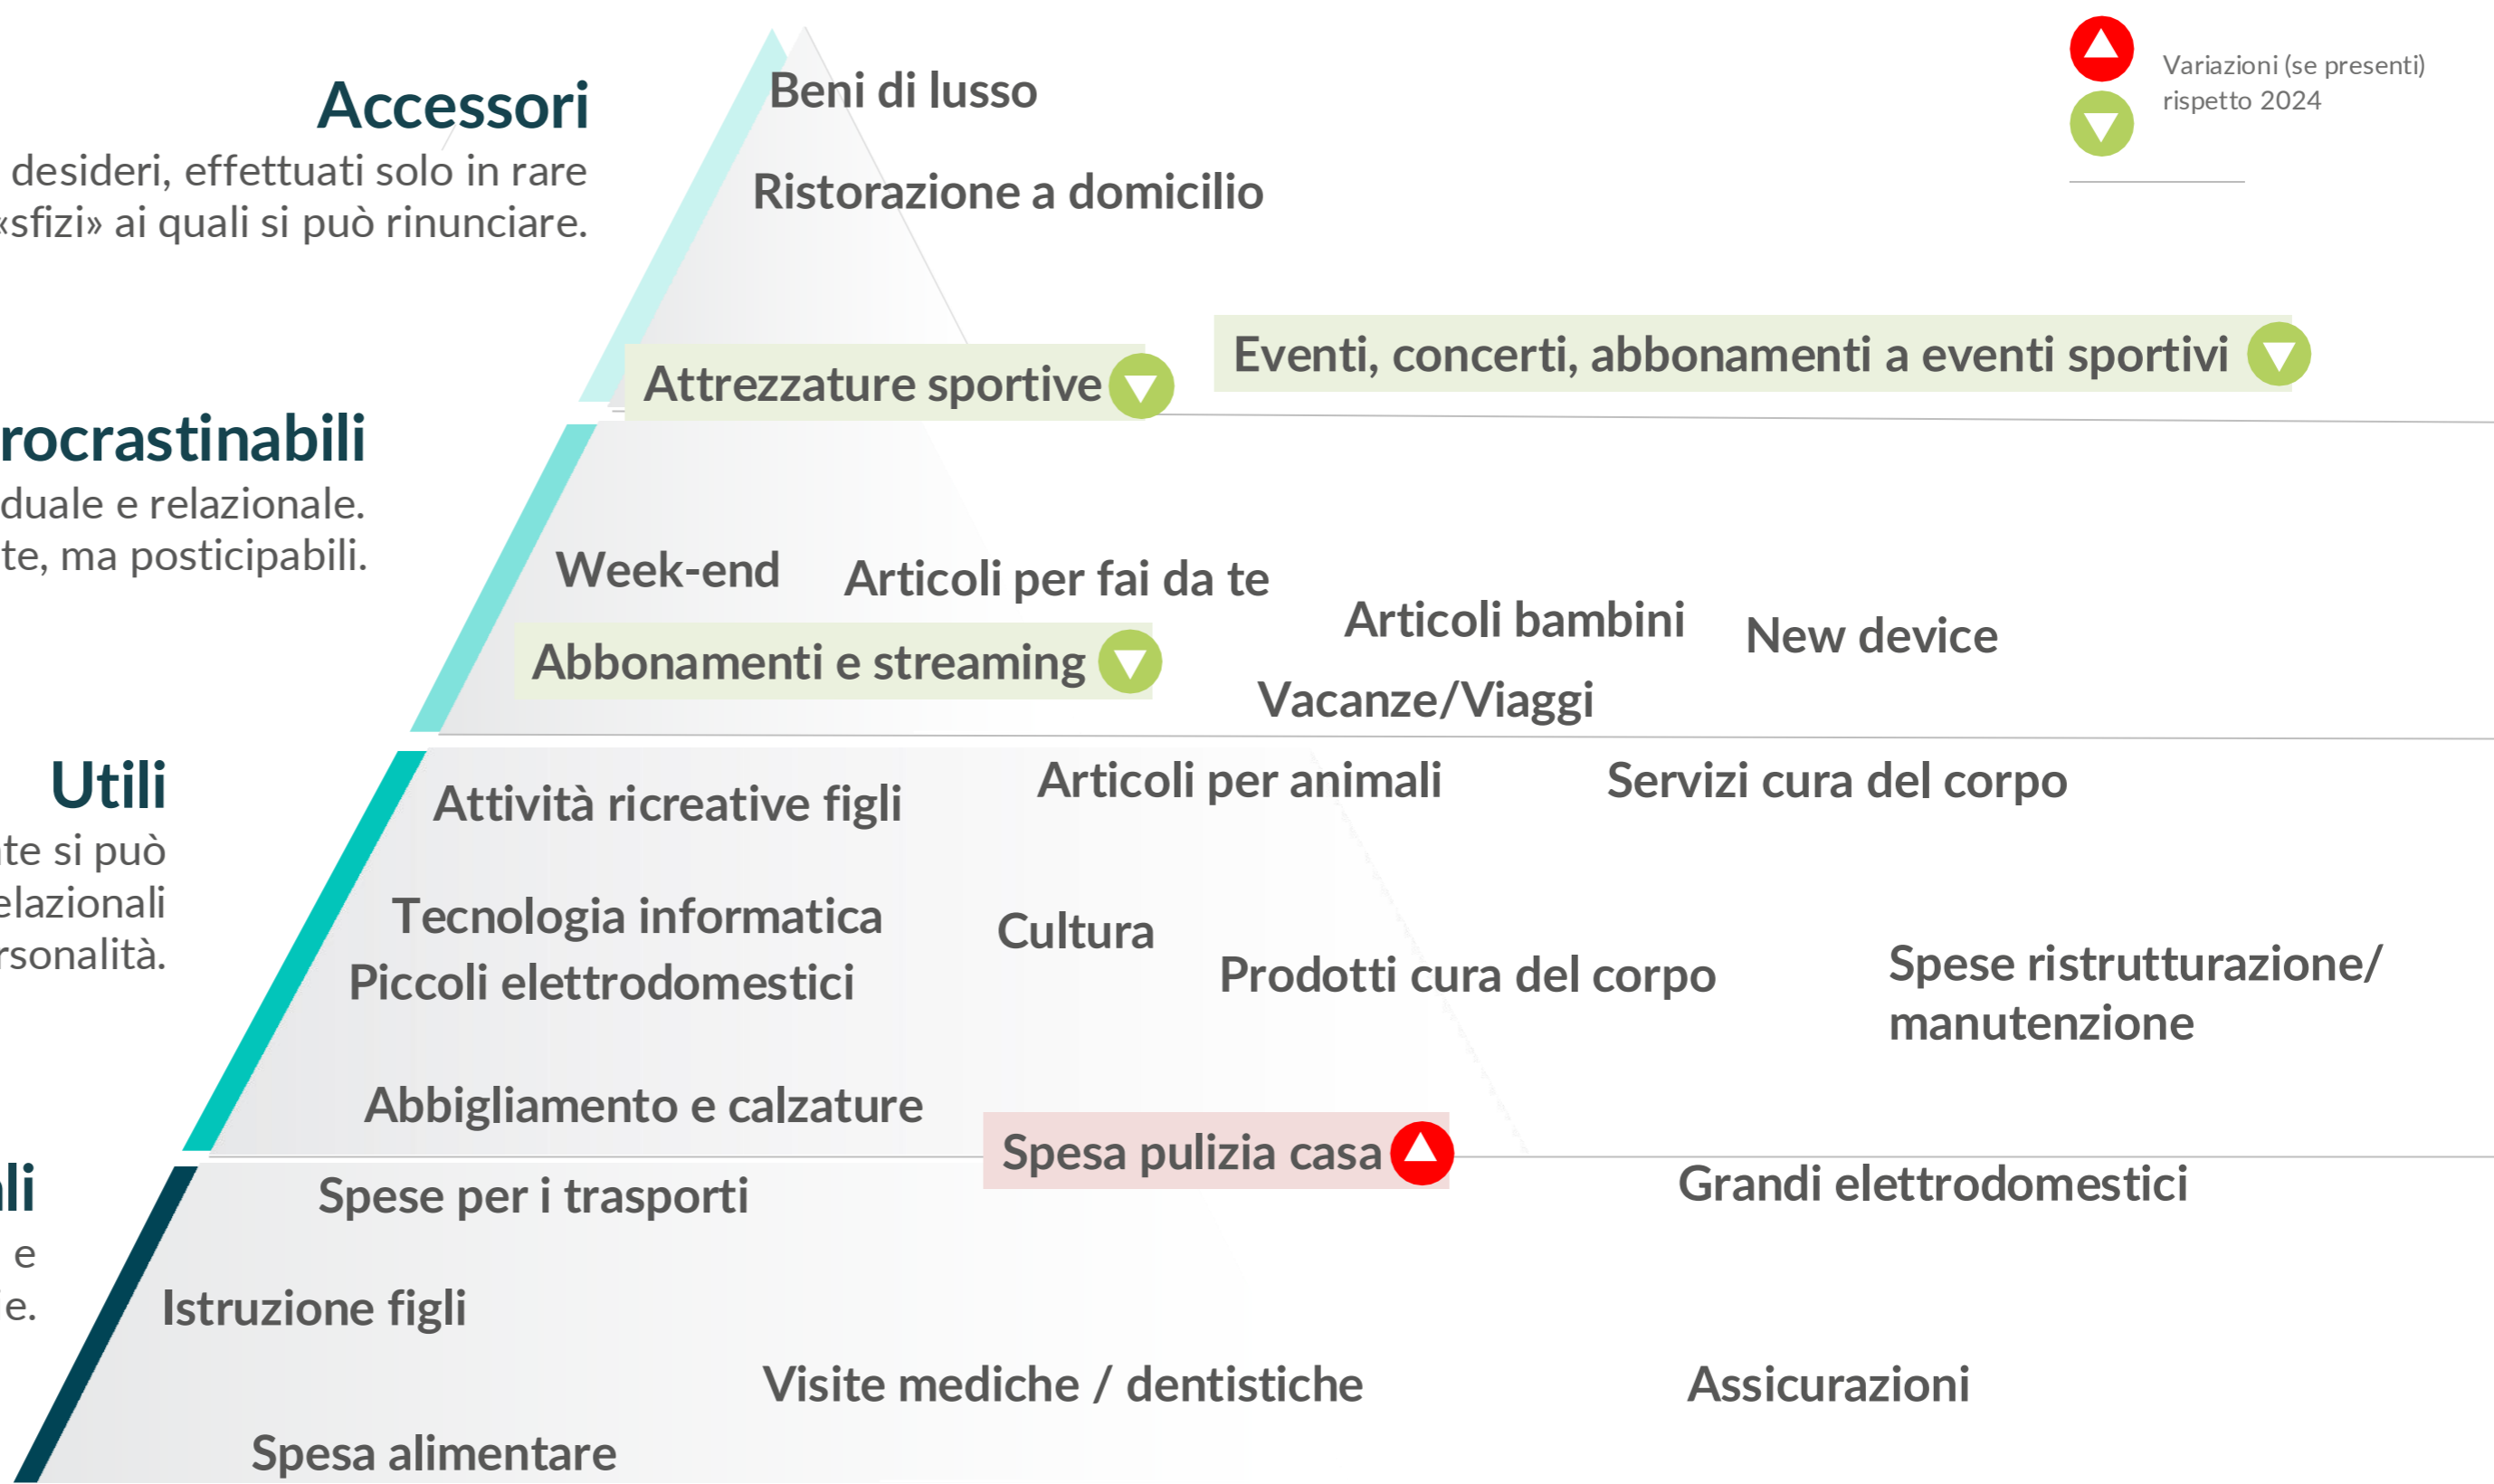 Accessori
desideri, effettuati solo in rare
«sfizi» ai quali si può rinunciare.
Beni di lusso
Ristorazione a domicilio
Variazioni (se presenti)
rispetto 2024
Attrezzature sportive
Eventi, concerti, abbonamenti a eventi sportivi
rocrastinabili
duale e relazionale.
te, ma posticipabili.
Week-end
Articoli per fai da te
Articoli bambini
New device
Abbonamenti e streaming
Vacanze/Viaggi
Utili
te si può
elazionali
rsonalità.
Attività ricreative figli
Articoli per animali
Servizi cura del corpo
Tecnologia informatica
Cultura
Piccoli elettrodomestici
Prodotti cura del corpo
Spese ristrutturazione/
manutenzione
Abbigliamento e calzature
Spesa pulizia casa
li
e
e.
Spese per i trasporti
Grandi elettrodomestici
Istruzione figli
Visite mediche / dentistiche
Assicurazioni
Spesa alimentare